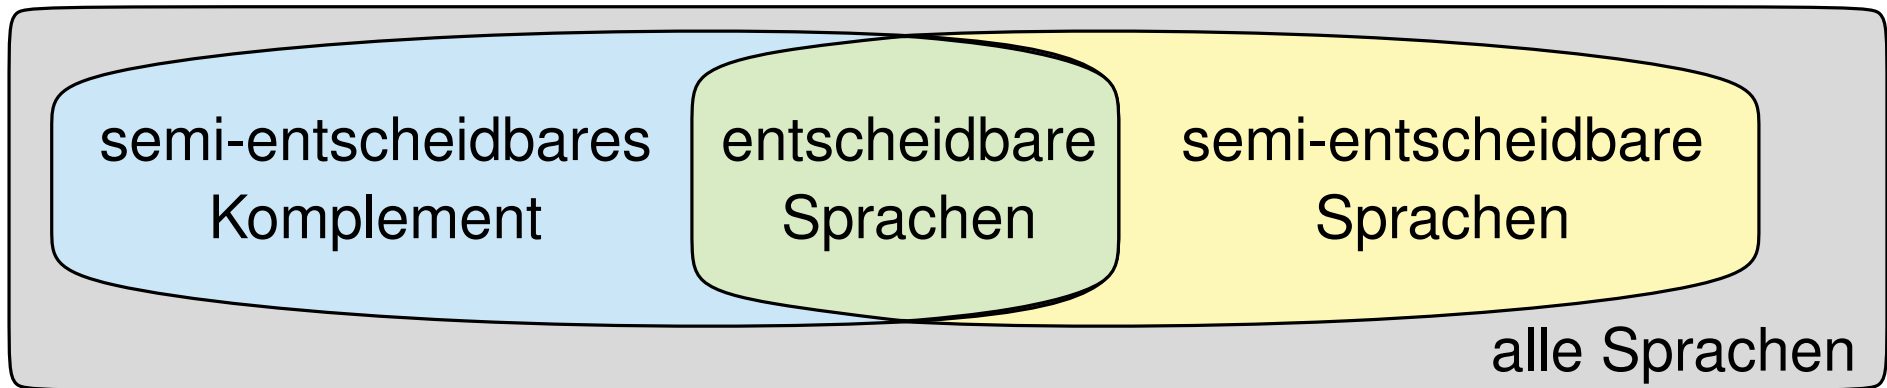 semi-entscheidbares
Komplement
entscheidbare
Sprachen
semi-entscheidbare
Sprachen
alle Sprachen